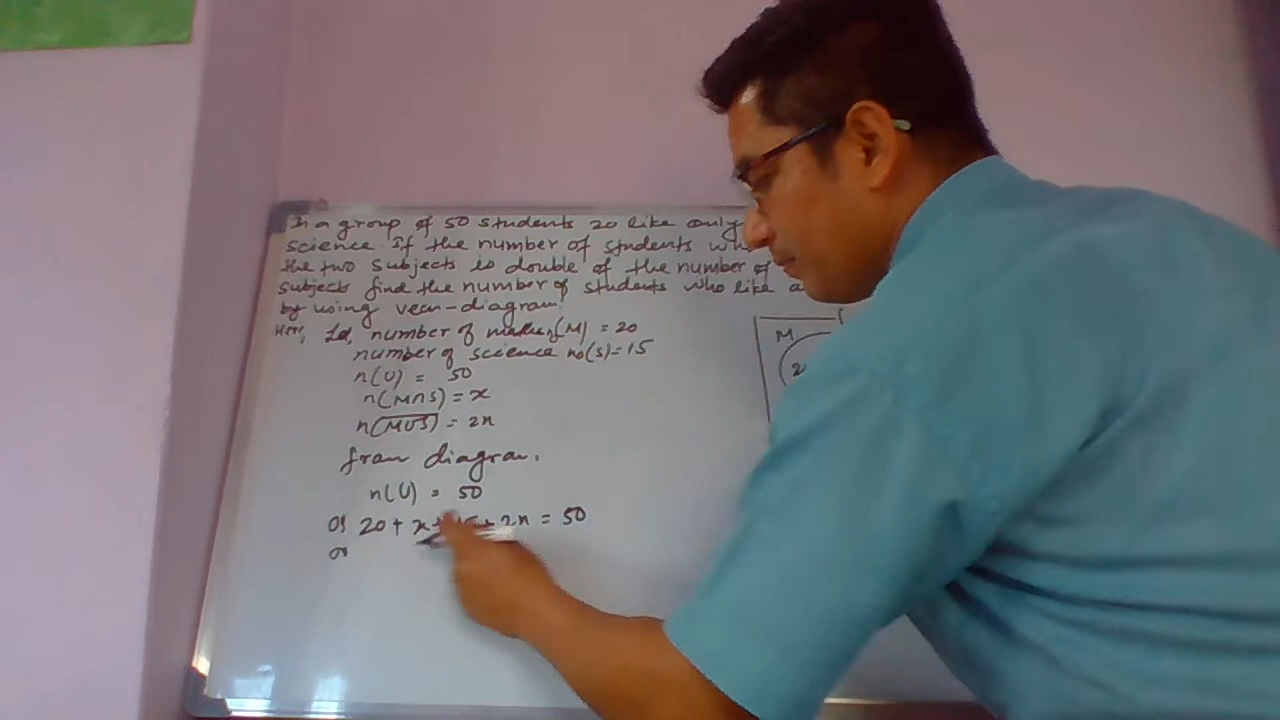 In a group of 50 students 20 like only
science If the number of students
the two subjects is double of the number of
subjects find the number of students who like
by using venn-diagram.
Here, Let, number of (M) = 20
number of science no(S) = 15
n(U) = 50
n(M∩S) = x
n(M∪S) = 2x
from diagram.
n(U) = 50
or 20 + x + 15 + 2x = 50
or
M